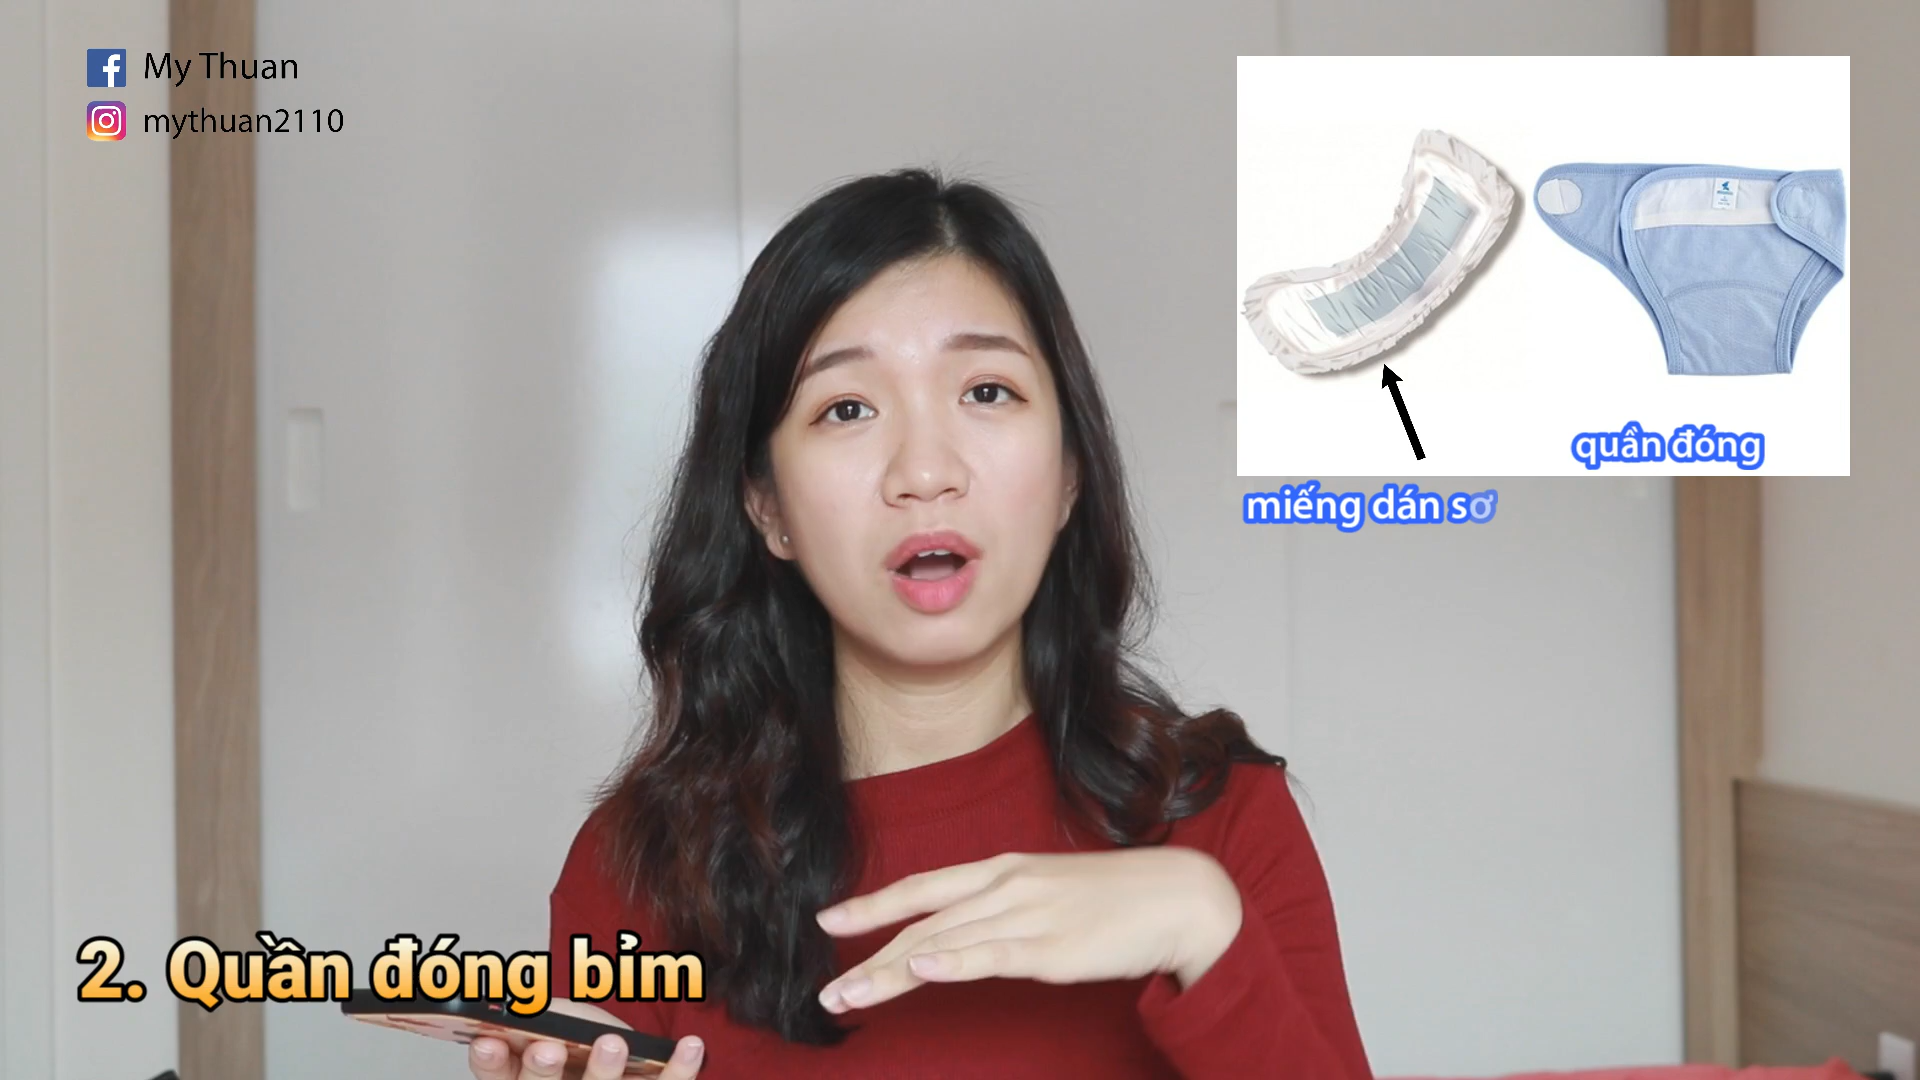 My Thuan
mythuan2110
quần đóng
miếng dán sơ
2. Quần đóng bỉm